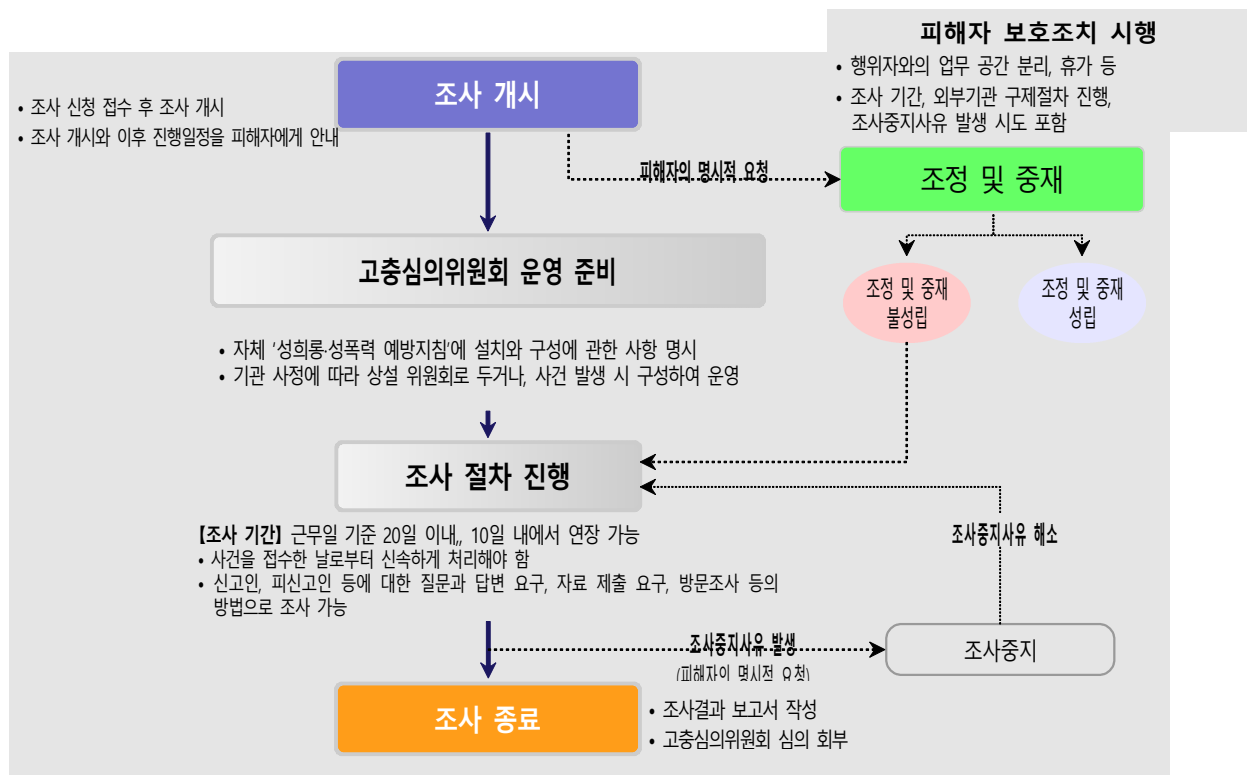 피해자 보호조치 시행
• 행위자와의 업무 공간 분리, 휴가 등
• 조사 기간, 외부기관 구제절차 진행,
조사중지사유 발생 시도 포함
조사 개시
• 조사 신청 접수 후 조사 개시
• 조사 개시와 이후 진행일정을 피해자에게 안내
피해자의 명시적 요청
조정 및 중재
고충심의위원회 운영 준비
조정 및 중재
불성립
조정 및 중재
성립
• 자체 ‘성희롱·성폭력 예방지침’에 설치와 구성에 관한 사항 명시
• 기관 사정에 따라 상설 위원회로 두거나, 사건 발생 시 구성하여 운영
조사 절차 진행
【조사 기간】 근무일 기준 20일 이내,, 10일 내에서 연장 가능
• 사건을 접수한 날로부터 신속하게 처리해야 함
• 신고인, 피신고인 등에 대한 질문과 답변 요구, 자료 제출 요구, 방문조사 등의
방법으로 조사 가능
조사중지사유 해소
조사중지사유 발생
(피해자의 명시적 요청)
조사중지
조사 종료
• 조사결과 보고서 작성
• 고충심의위원회 심의 회부